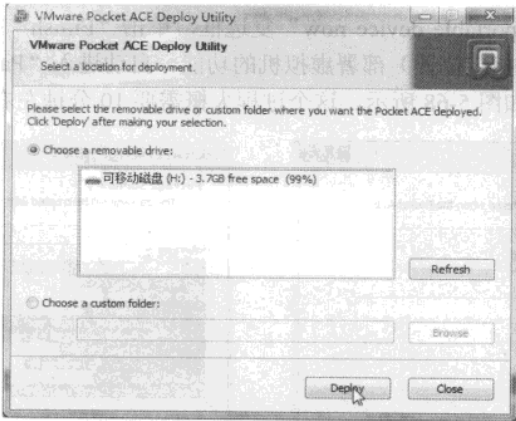 VMware Pocket ACE Deploy Utility
VMware Pocket ACE Deploy Utility
Select a location for deployment.
Please select the removable drive or custom folder where you want the Pocket ACE deployed.
Click 'Deploy' after making your selection.
Choose a removable drive:
可移动磁盘 (H:) - 3.7GB free space (99%)
Refresh
Choose a custom folder:
Browse
Deploy
Close